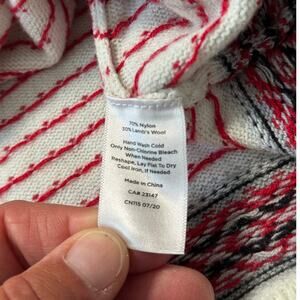 70% Nylon
30% Lamb's Wool
Hand Wash Cold
Only Non-Chlorine Bleach
When Needed
Reshape, Lay Flat To Dry
Cool Iron, If Needed
Made in China
CA# 23147
CN115 07/20